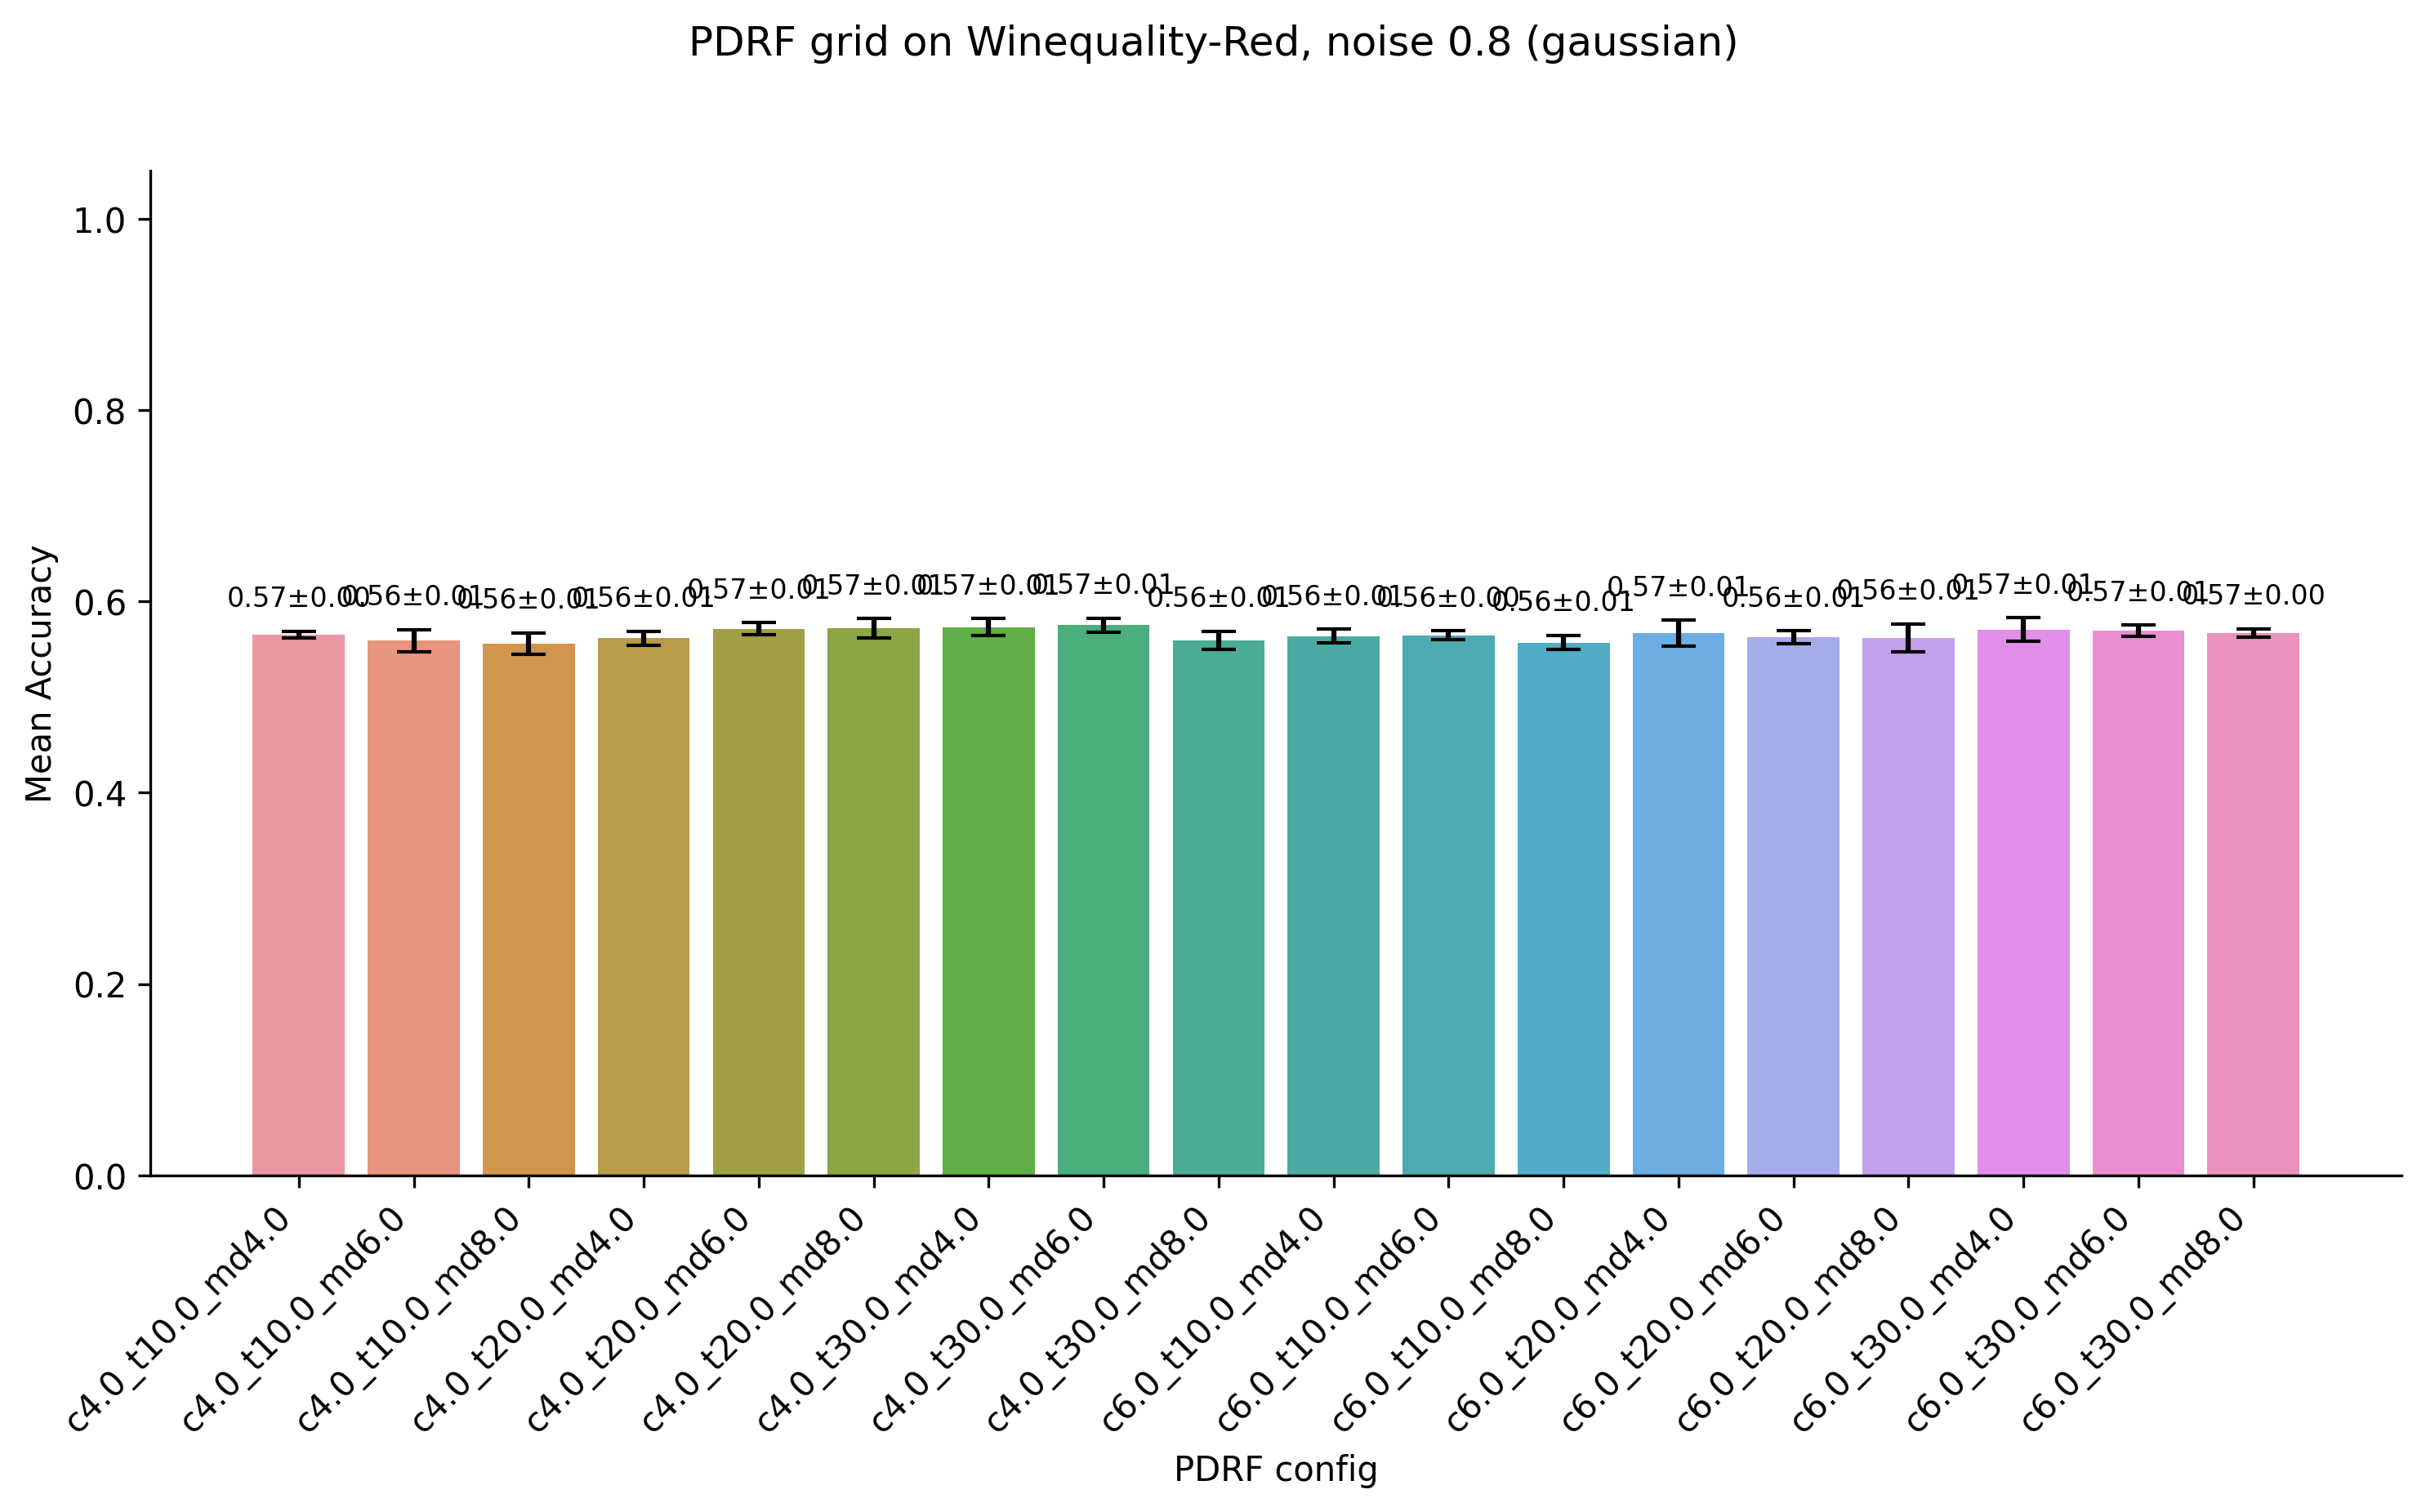 PDRF grid on Winequality-Red, noise 0.8 (gaussian)
Mean Accuracy
1.0
0.8
0.6
0.4
0.2
0.0
0.57±0.00
0.56±0.01
0.56±0.01
0.56±0.01
0.57±0.01
0.57±0.01
0.57±0.01
0.57±0.01
0.56±0.01
0.56±0.01
0.56±0.00
0.56±0.01
0.57±0.01
0.56±0.01
0.56±0.01
0.57±0.01
0.57±0.01
0.57±0.00
c4.0_t10.0_md4.0
c4.0_t10.0_md6.0
c4.0_t10.0_md8.0
c4.0_t20.0_md4.0
c4.0_t20.0_md6.0
c4.0_t20.0_md8.0
c4.0_t30.0_md4.0
c4.0_t30.0_md6.0
c4.0_t30.0_md8.0
c6.0_t10.0_md4.0
c6.0_t10.0_md6.0
c6.0_t10.0_md8.0
c6.0_t20.0_md4.0
c6.0_t20.0_md6.0
c6.0_t20.0_md8.0
c6.0_t30.0_md4.0
c6.0_t30.0_md6.0
c6.0_t30.0_md8.0
PDRF config